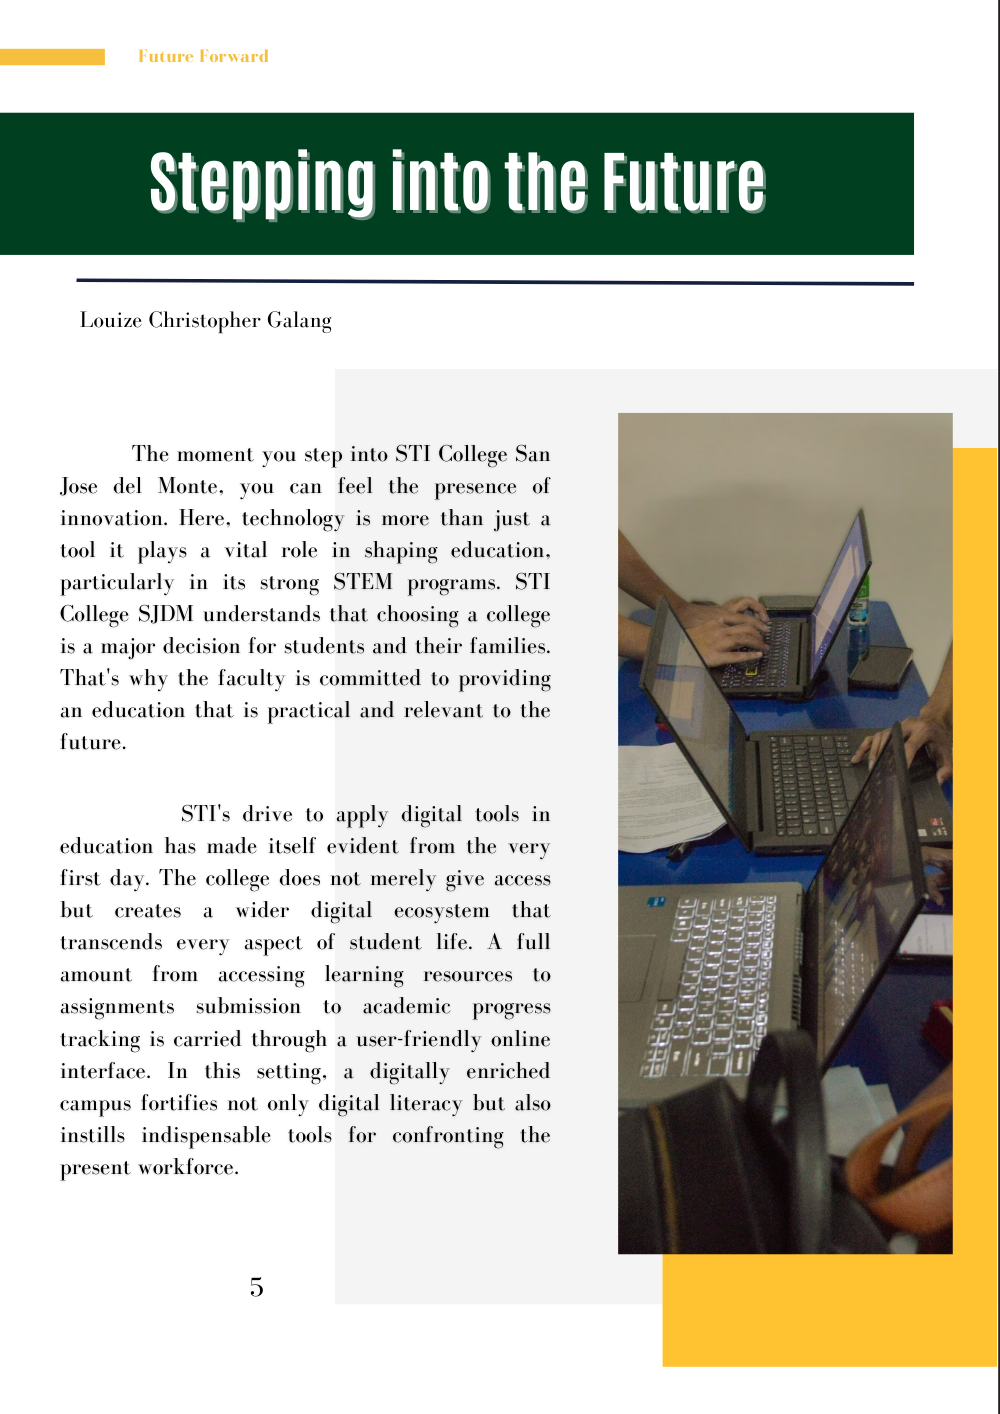 Future Forward
Stepping into the Future
Louize Christopher Galang
The moment you step into STI College San
Jose del Monte, you can feel the presence of
innovation. Here, technology is more than just a
tool it plays a vital role in shaping education,
particularly in its strong STEM programs. STI
College SJDM understands that choosing a college
is a major decision for students and their families.
That's why the faculty is committed to providing
an education that is practical and relevant to the
future.
STI's drive to apply digital tools in
education has made itself evident from the very
first day. The college does not merely give access
but creates a wider digital ecosystem that
transcends every aspect of student life. A full
amount from accessing learning resources to
assignments submission to academic progress
tracking is carried through a user-friendly online
interface. In this setting, a digitally enriched
campus fortifies not only digital literacy but also
instills indispensable tools for confronting the
present workforce.
5